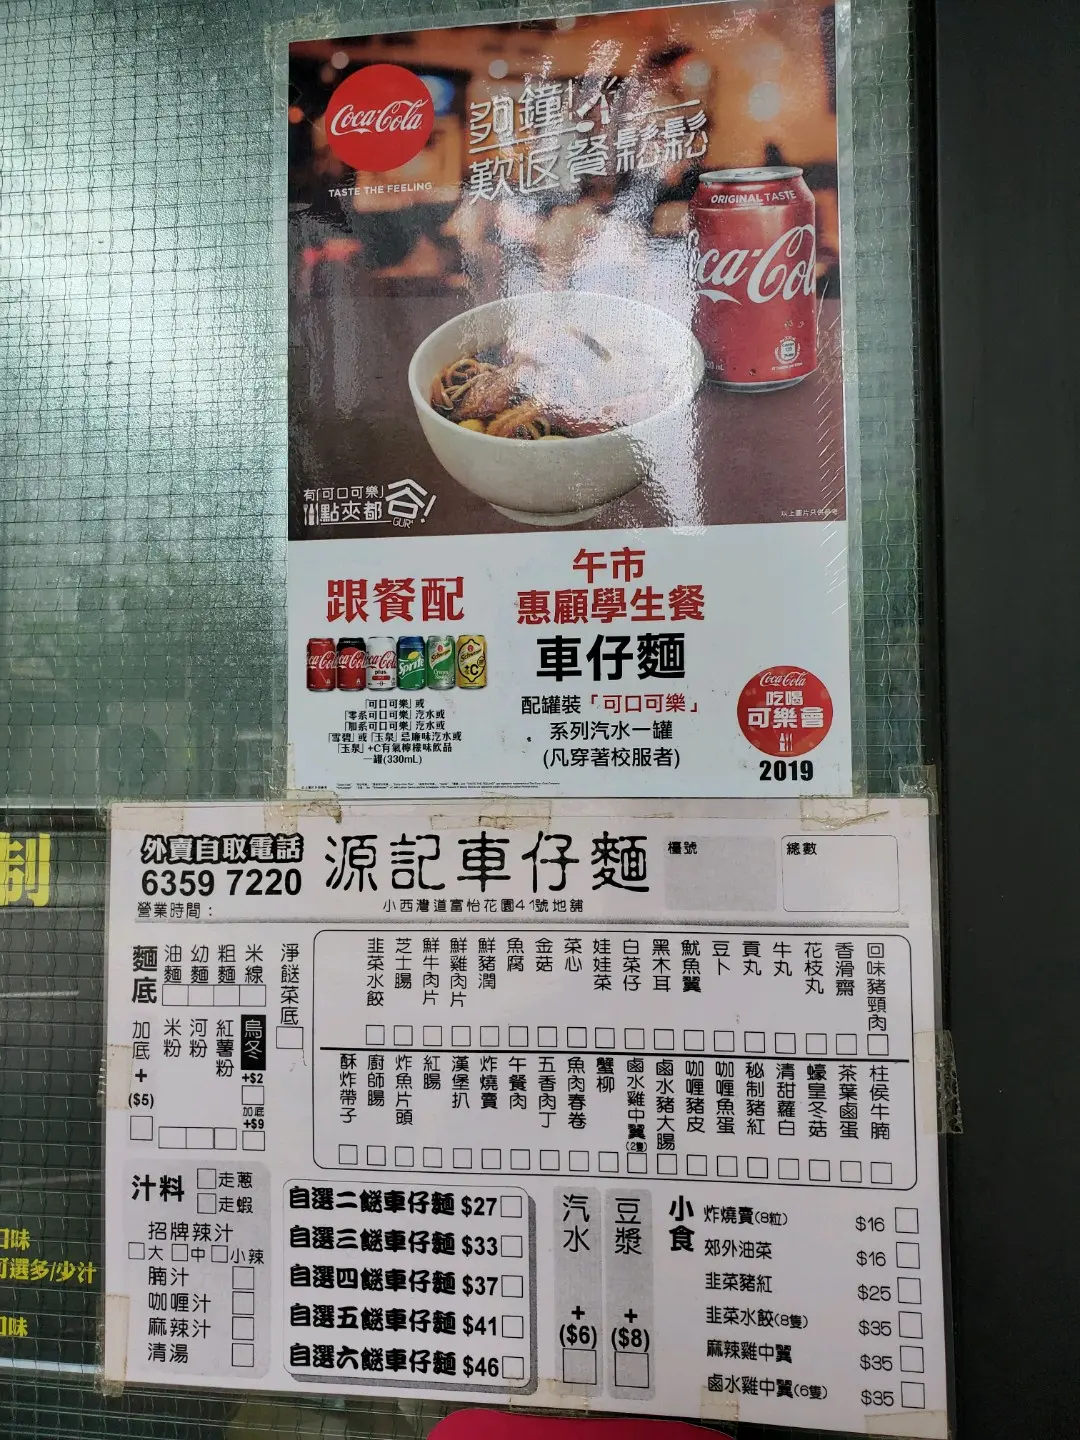 Coca-Cola
TASTE THE FEELING
夠鐘以一
歎返餐鬆鬆
ORIGINAL TASTE
Coca-Cola
有「可口可樂」
點夾都啱!
GUR²
跟餐配
「可口可樂」或
「零系可口可樂」汽水或
「加系可口可樂」汽水或
「雪碧」或「玉泉」忌廉味汽水或
「玉泉」+C有氣檸檬味飲品
一罐(330mL)
午市
惠顧學生餐
車仔麵
配罐裝「可口可樂」
系列汽水一罐
(凡穿著校服者)
Coca-Cola
吃喝
可樂會
2019
制
外賣自取電話
6359 7220
營業時間：
源記車仔麵
小西灣道富怡花園41號地舖
檯號
總數
麵底
油麵
幼麵
粗麵
米線
淨餸菜底
加底+($5)
米粉
河粉
紅薯粉
烏冬
+$2
加底
+$9
韭菜水餃
芝士腸
鮮牛肉片
鮮雞肉片
鮮豬潤
魚腐
金菇
菜心
娃娃菜
白菜仔
黑木耳
魷魚翼
豆卜
貢丸
牛丸
花枝丸
香滑齋
回味豬頸肉
酥炸帶子
廚師腸
炸魚片頭
紅腸
漢堡扒
炸燒賣
午餐肉
五香肉丁
魚肉春卷
蟹柳
鹵水雞中翼(2隻)
鹵水豬大腸
咖喱豬皮
咖喱魚蛋
秘制豬紅
清甜蘿白
蠔皇冬菇
茶葉鹵蛋
柱侯牛腩
汁料
走蔥
走蝦
招牌辣汁
大 中 小辣
腩汁
咖喱汁
麻辣汁
清湯
自選二餸車仔麵 $27
自選三餸車仔麵 $33
自選四餸車仔麵 $37
自選五餸車仔麵 $41
自選六餸車仔麵 $46
汽水
+
($6)
豆漿
+
($8)
小食
炸燒賣(8粒) $16
郊外油菜 $16
韭菜豬紅 $25
韭菜水餃(8隻) $35
麻辣雞中翼 $35
鹵水雞中翼(6隻) $35
口味
可選多/少汁
口味